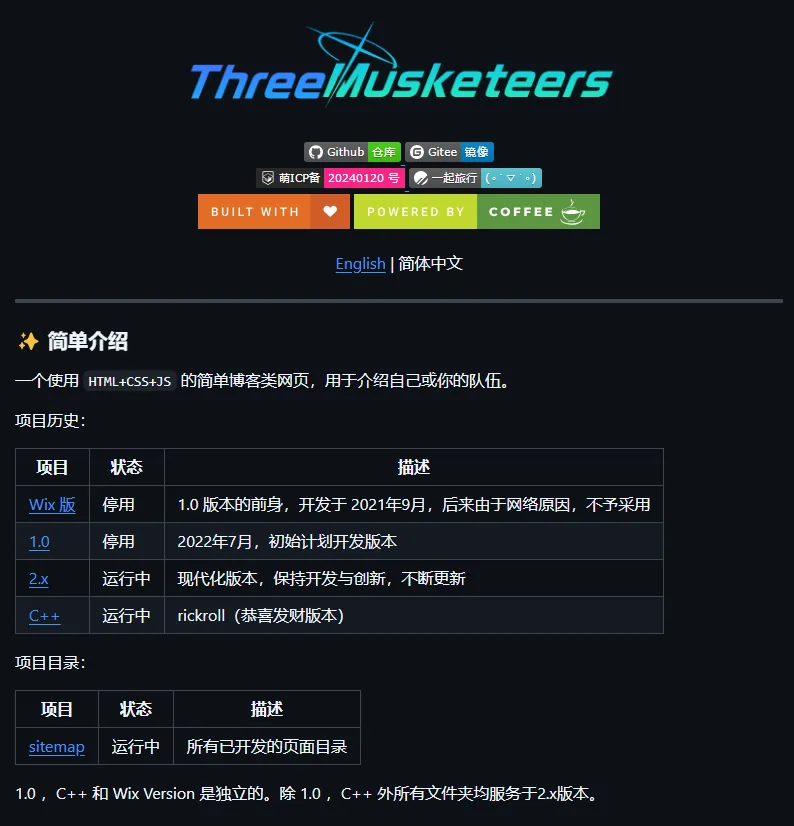 ThreeMusketeers
Github 仓库 Gitee 镜像
萌ICP备 20240120 号 一起旅行 (∘˙▽˙∘)
BUILT WITH POWERED BY COFFEE
English | 简体中文
✨ 简单介绍
一个使用 HTML+CSS+JS 的简单博客类网页，用于介绍自己或你的队伍。
项目历史：
项目 状态 描述
Wix 版 停用 1.0 版本的前身，开发于 2021年9月，后来由于网络原因，不予采用
1.0 停用 2022年7月，初始计划开发版本
2.x 运行中 现代化版本，保持开发与创新，不断更新
C++ 运行中 rickroll（恭喜发财版本）
项目目录：
项目 状态 描述
sitemap 运行中 所有已开发的页面目录
1.0 ，C++ 和 Wix Version 是独立的。除 1.0 ，C++ 外所有文件夹均服务于2.x版本。